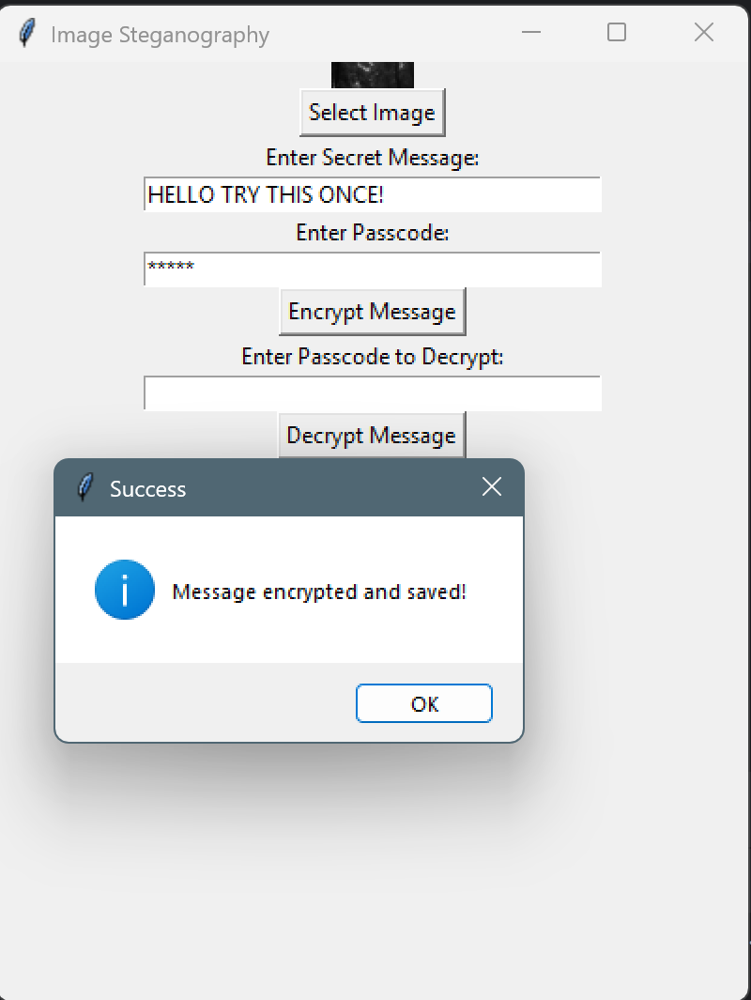 Image Steganography
Select Image
Enter Secret Message:
HELLO TRY THIS ONCE!
Enter Passcode:
*****
Encrypt Message
Enter Passcode to Decrypt:
Decrypt Message
Success
Message encrypted and saved!
OK